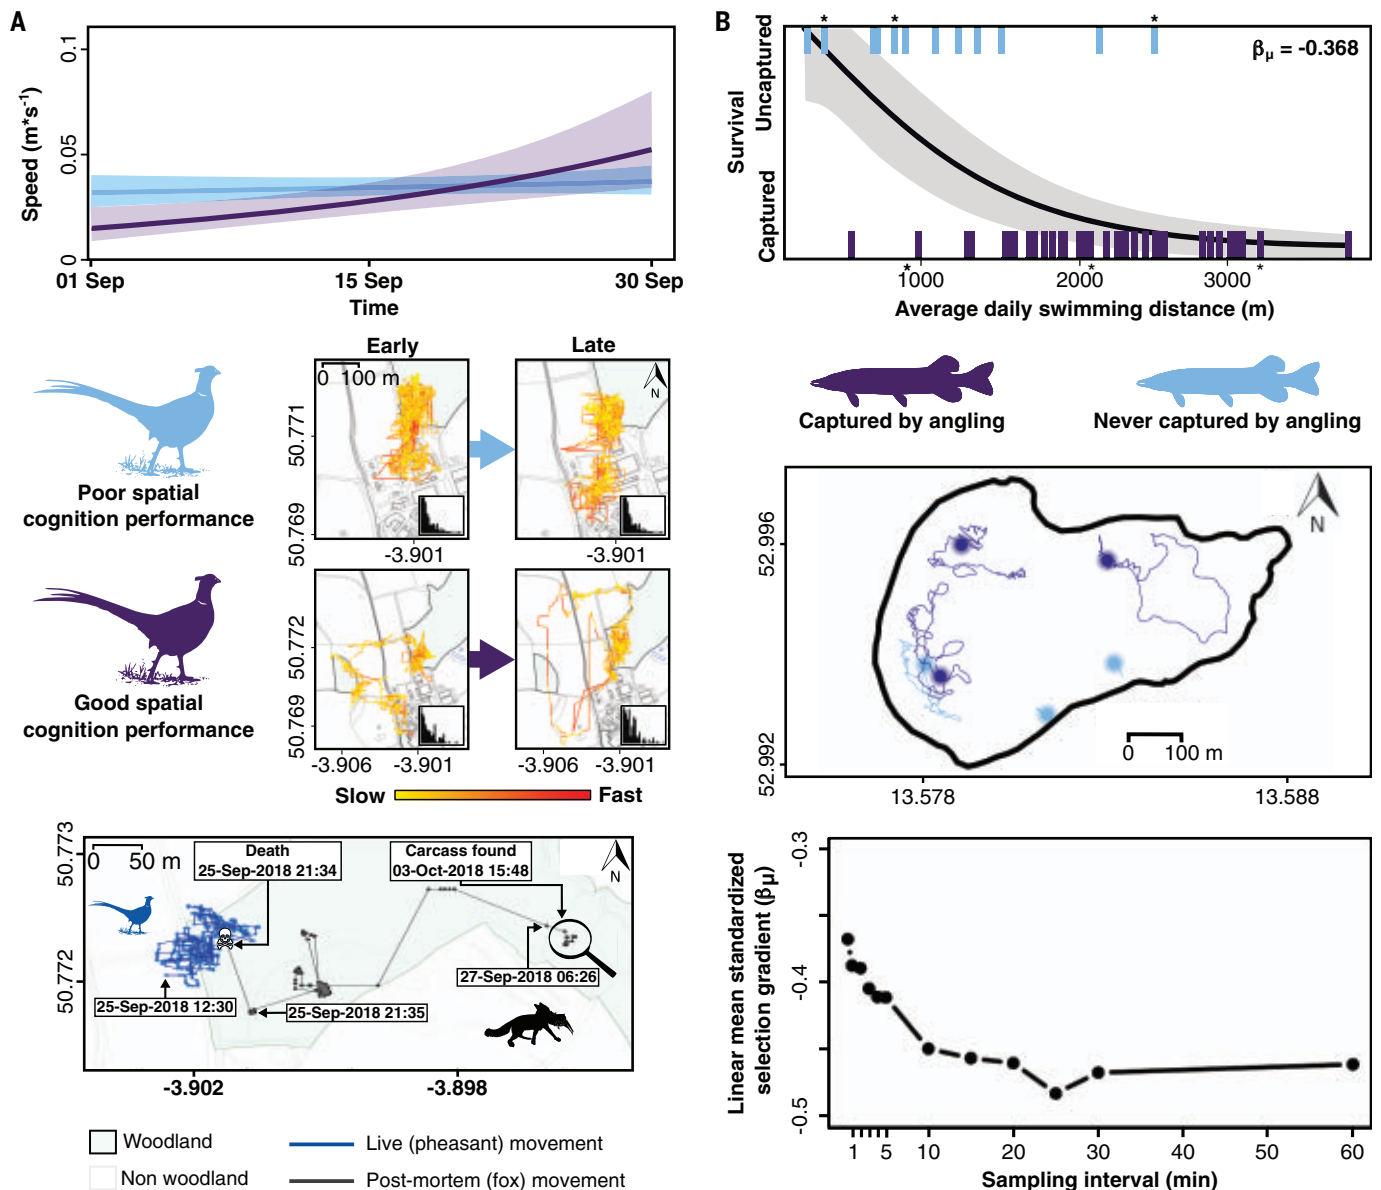 A
0.1
0.05
0
Speed (m*s⁻¹)
01 Sep
15 Sep
30 Sep
Time
Early
Late
0 100 m
N
50.771
50.769
-3.901
-3.901
Poor spatial
cognition performance
50.772
50.769
-3.906
-3.901
-3.906
-3.901
Good spatial
cognition performance
Slow
Fast
50.773
50.772
0 50 m
Death
25-Sep-2018 21:34
Carcass found
03-Oct-2018 15:48
N
27-Sep-2018 06:26
25-Sep-2018 12:30
25-Sep-2018 21:35
-3.902
-3.898
Woodland
Live (pheasant) movement
Non woodland
Post-mortem (fox) movement
B
* * *
βμ = -0.368
Survival
Captured
Uncaptured
* * *
1000
2000
3000
Average daily swimming distance (m)
Captured by angling
Never captured by angling
52.996
52.992
N
0 100 m
13.578
13.588
Linear mean standardized
selection gradient (βμ)
-0.3
-0.4
-0.5
1
5
10
20
30
40
50
60
Sampling interval (min)